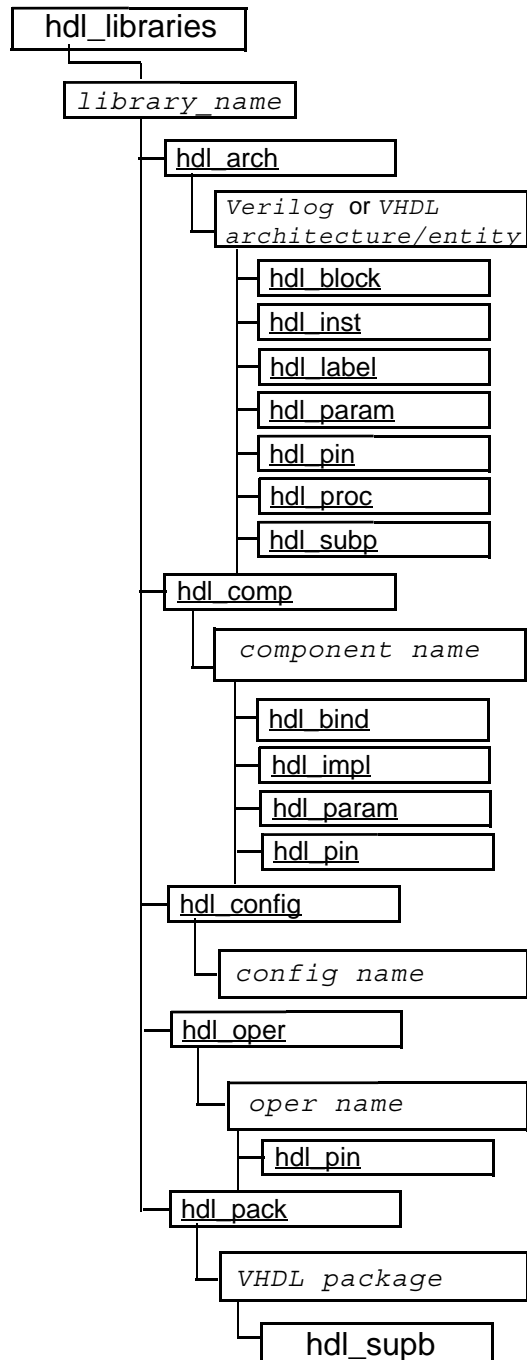 hdl_libraries
library_name
hdl_arch
Verilog or VHDL
architecture/entity
hdl_block
hdl_inst
hdl_label
hdl_param
hdl_pin
hdl_proc
hdl_subp
hdl_comp
component name
hdl_bind
hdl_impl
hdl_param
hdl_pin
hdl_config
config name
hdl_oper
oper name
hdl_pin
hdl_pack
VHDL package
hdl_supb